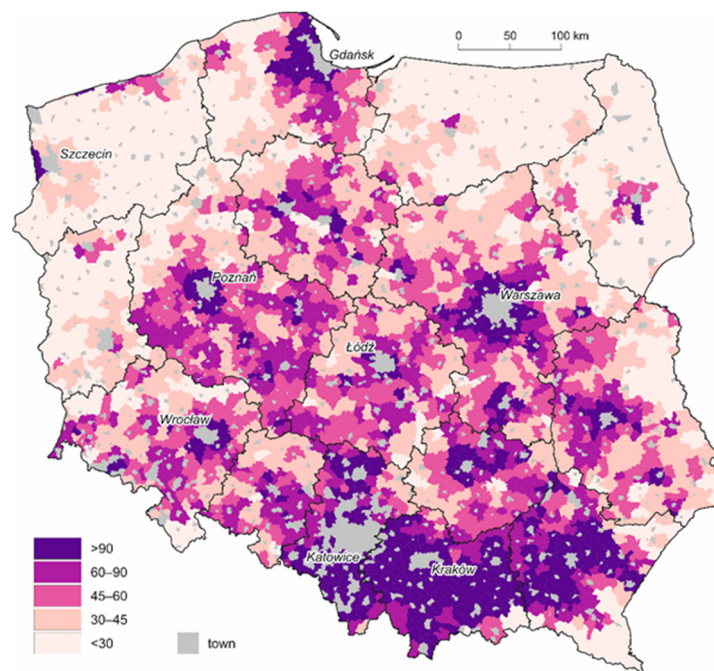 Gdańsk
0 50 100 km
Szczecin
Poznań
Warszawa
Łódź
Wrocław
Katowice
Kraków
>90
60–90
45–60
30–45
<30
town